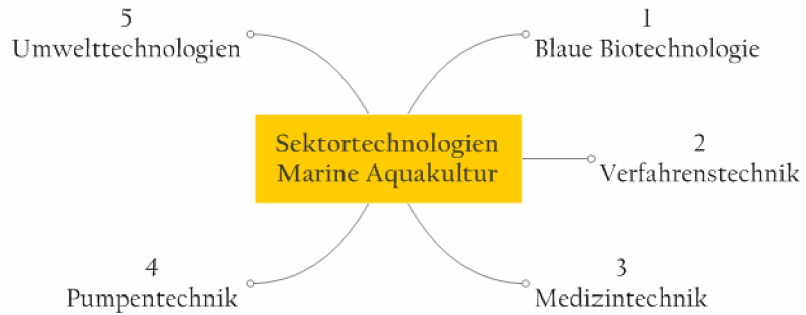 5
Umwelttechnologien
1
Blaue Biotechnologie
Sektortechnologien
Marine Aquakultur
2
Verfahrenstechnik
4
Pumpentechnik
3
Medizintechnik